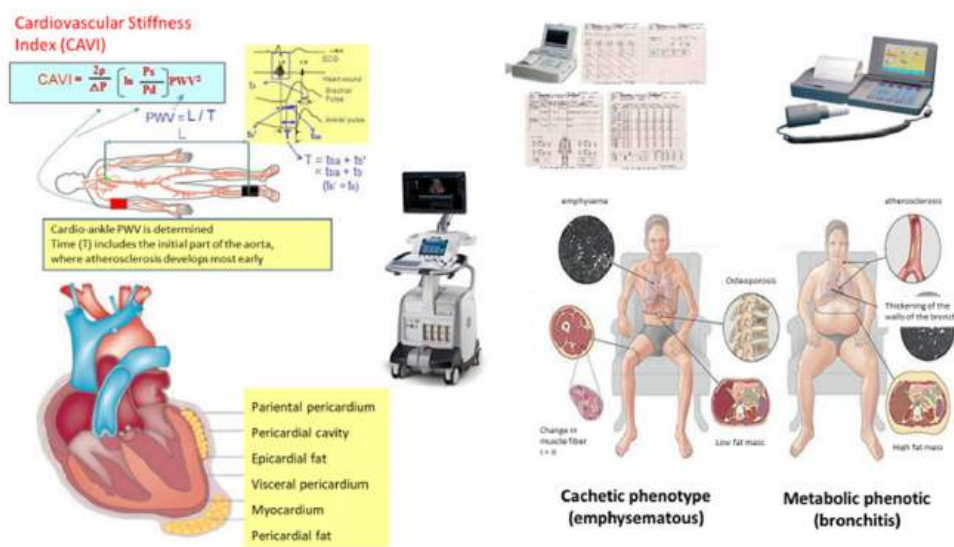 Cardiovascular Stiffness
Index (CAVI)
CAVI = 2ρ/ΔP [ln Ps/Pd] PWV²
PWV = L / T
L
ECG
Heart sound
Brachial
Pulse
Ankle pulse
T
T = tba + tb'
= tba + tb
(tb' = tb)
Cardio-ankle PWV is determined
Time (T) includes the initial part of the aorta,
where atherosclerosis develops most early
Pariental pericardium
Pericardial cavity
Epicardial fat
Visceral pericardium
Myocardium
Pericardial fat
emphysema
Osteoporosis
Change in
muscle fiber
Low fat mass
Cachetic phenotype
(emphysematous)
atherosclerosis
Thickening of the
walls of the bronch
High fat mass
Metabolic phenotic
(bronchitis)